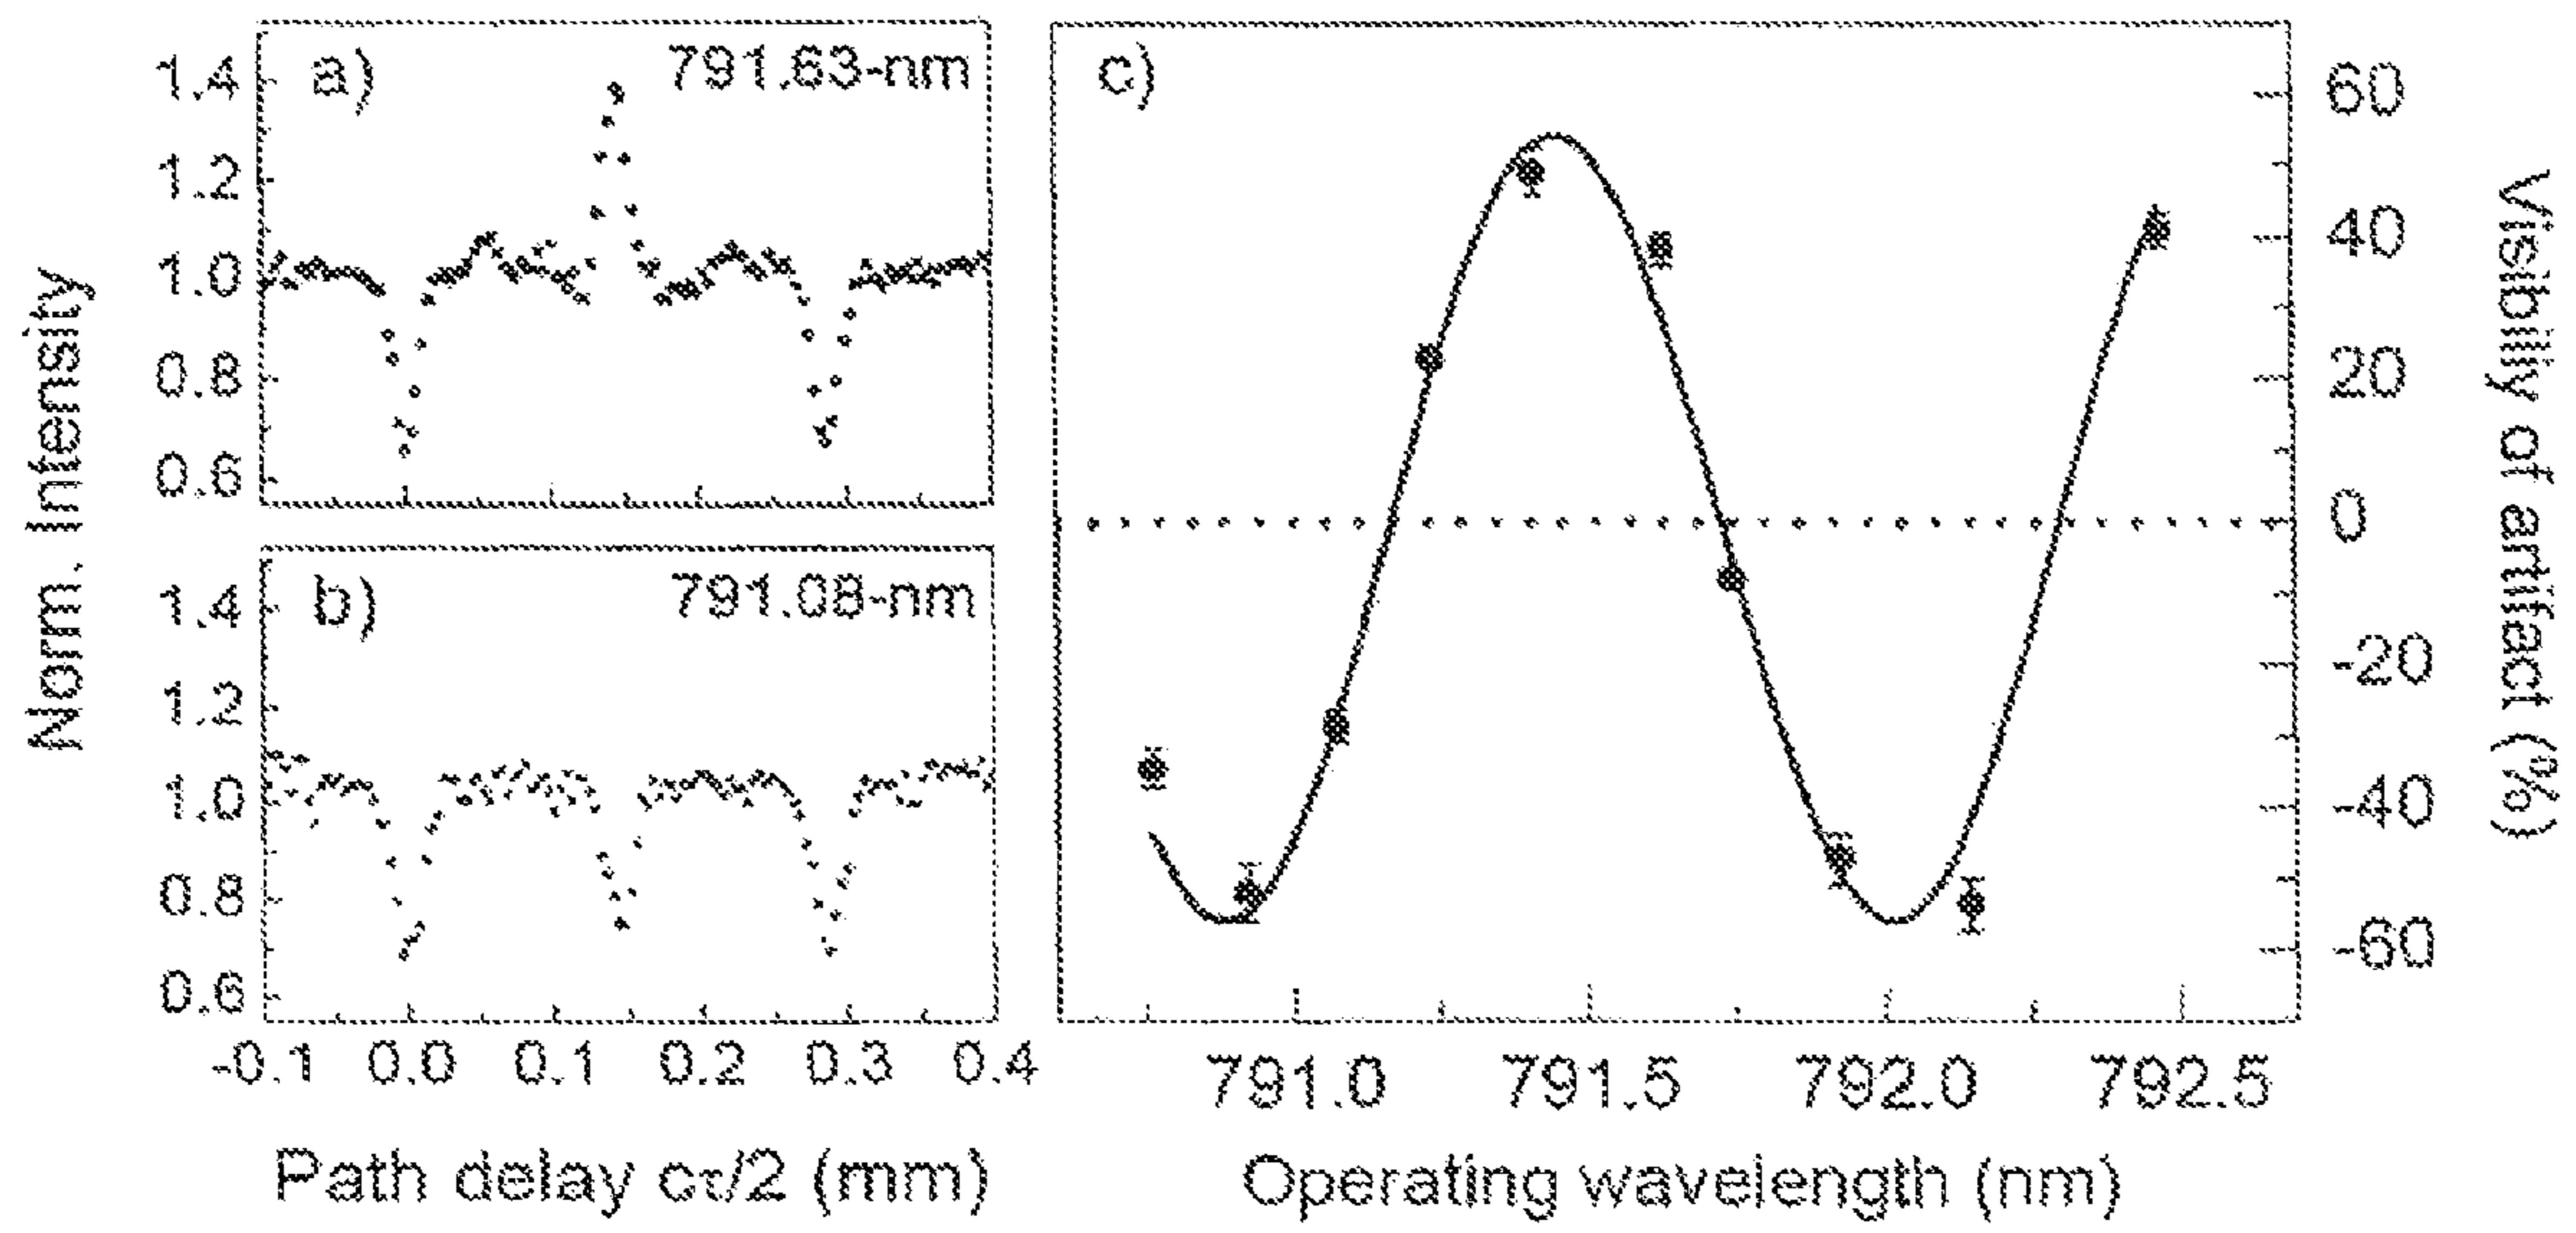 Norm. Intensity
a)
791.63-nm
1.4
1.2
1.0
0.8
0.6
b)
791.08-nm
1.4
1.2
1.0
0.8
0.6
-0.1 0.0 0.1 0.2 0.3 0.4
Path delay cτ/2 (mm)
c)
60
40
20
0
-20
-40
-60
Visibility of artifact (%)
791.0 791.5 792.0 792.5
Operating wavelength (nm)